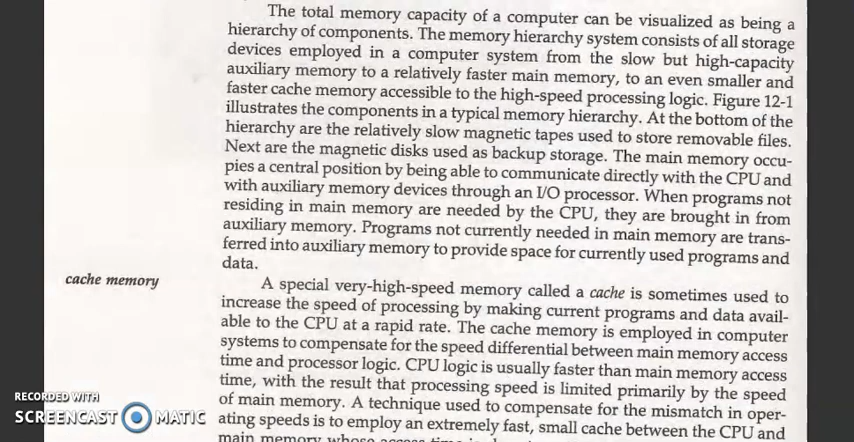 The total memory capacity of a computer can be visualized as being a
hierarchy of components. The memory hierarchy system consists of all storage
devices employed in a computer system from the slow but high-capacity
auxiliary memory to a relatively faster main memory, to an even smaller and
faster cache memory accessible to the high-speed processing logic. Figure 12-1
illustrates the components in a typical memory hierarchy. At the bottom of the
hierarchy are the relatively slow magnetic tapes used to store removable files.
Next are the magnetic disks used as backup storage. The main memory occu-
pies a central position by being able to communicate directly with the CPU and
with auxiliary memory devices through an I/O processor. When programs not
residing in main memory are needed by the CPU, they are brought in from
auxiliary memory. Programs not currently needed in main memory are trans-
ferred into auxiliary memory to provide space for currently used programs and
data.
cache memory
A special very-high-speed memory called a cache is sometimes used to
increase the speed of processing by making current programs and data avail-
able to the CPU at a rapid rate. The cache memory is employed in computer
systems to compensate for the speed differential between main memory access
time and processor logic. CPU logic is usually faster than main memory access
time, with the result that processing speed is limited primarily by the speed
of main memory. A technique used to compensate for the mismatch in oper-
ating speeds is to employ an extremely fast, small cache between the CPU and
main memory whose access time is
RECORDED WITH
SCREENCAST MATIC